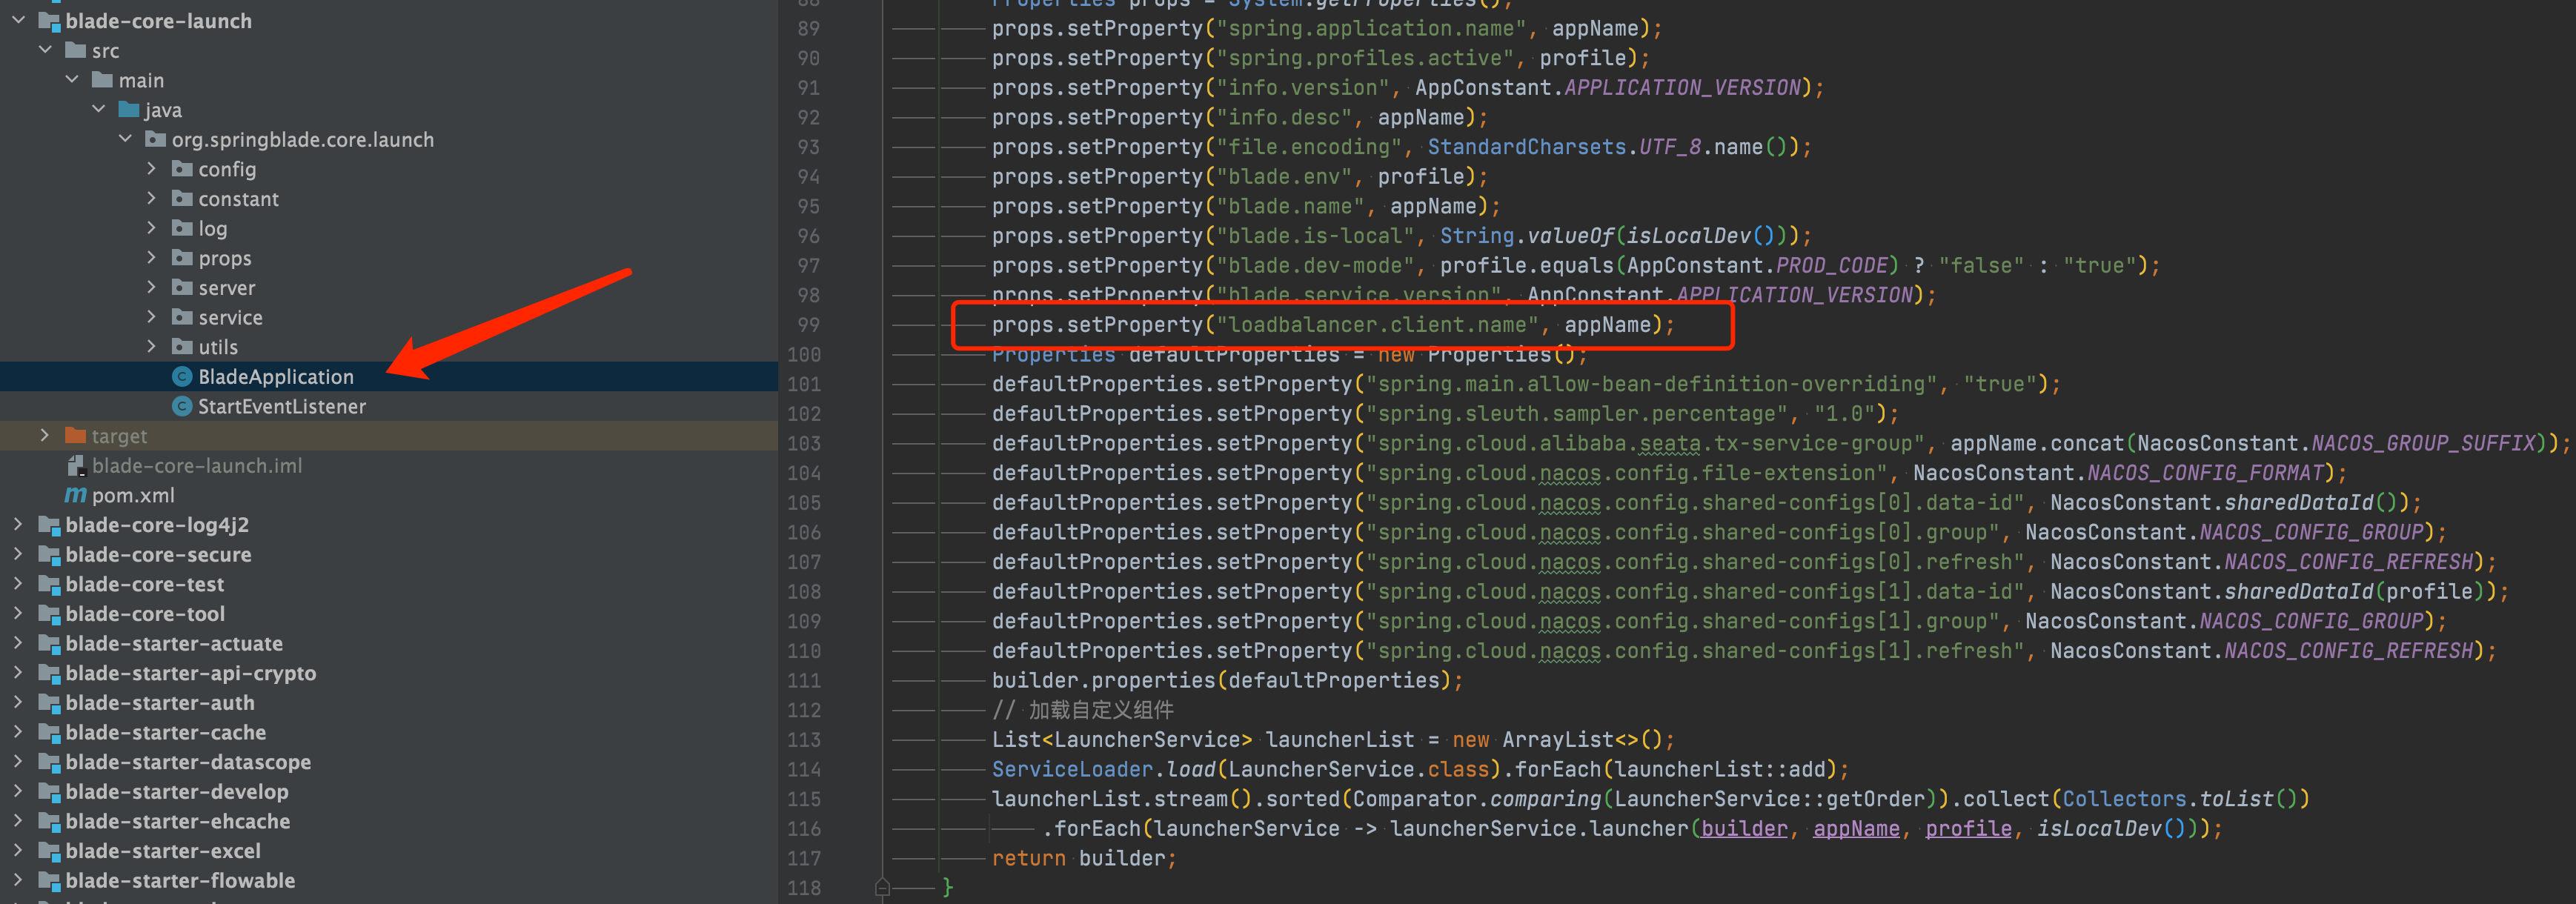 blade-core-launch
src
main
java
org.springblade.core.launch
config
constant
log
props
server
service
utils
BladeApplication
StartEventListener
target
blade-core-launch.iml
pom.xml
blade-core-log4j2
blade-core-secure
blade-core-test
blade-core-tool
blade-starter-actuate
blade-starter-api-crypto
blade-starter-auth
blade-starter-cache
blade-starter-datascope
blade-starter-develop
blade-starter-ehcache
blade-starter-excel
blade-starter-flowable
88 Properties props = System.getProperties();
89 props.setProperty("spring.application.name", appName);
90 props.setProperty("spring.profiles.active", profile);
91 props.setProperty("info.version", AppConstant.APPLICATION_VERSION);
92 props.setProperty("info.desc", appName);
93 props.setProperty("file.encoding", StandardCharsets.UTF_8.name());
94 props.setProperty("blade.env", profile);
95 props.setProperty("blade.name", appName);
96 props.setProperty("blade.is-local", String.valueOf(isLocalDev()));
97 props.setProperty("blade.dev-mode", profile.equals(AppConstant.PROD_CODE) ? "false" : "true");
98 props.setProperty("blade.service.version", AppConstant.APPLICATION_VERSION);
99 props.setProperty("loadbalancer.client.name", appName);
100 Properties defaultProperties = new Properties();
101 defaultProperties.setProperty("spring.main.allow-bean-definition-overriding", "true");
102 defaultProperties.setProperty("spring.sleuth.sampler.percentage", "1.0");
103 defaultProperties.setProperty("spring.cloud.alibaba.seata.tx-service-group", appName.concat(NacosConstant.NACOS_GROUP_SUFFIX));
104 defaultProperties.setProperty("spring.cloud.nacos.config.file-extension", NacosConstant.NACOS_CONFIG_FORMAT);
105 defaultProperties.setProperty("spring.cloud.nacos.config.shared-configs[0].data-id", NacosConstant.sharedDataId());
106 defaultProperties.setProperty("spring.cloud.nacos.config.shared-configs[0].group", NacosConstant.NACOS_CONFIG_GROUP);
107 defaultProperties.setProperty("spring.cloud.nacos.config.shared-configs[0].refresh", NacosConstant.NACOS_CONFIG_REFRESH);
108 defaultProperties.setProperty("spring.cloud.nacos.config.shared-configs[1].data-id", NacosConstant.sharedDataId(profile));
109 defaultProperties.setProperty("spring.cloud.nacos.config.shared-configs[1].group", NacosConstant.NACOS_CONFIG_GROUP);
110 defaultProperties.setProperty("spring.cloud.nacos.config.shared-configs[1].refresh", NacosConstant.NACOS_CONFIG_REFRESH);
111 builder.properties(defaultProperties);
112 // 加载自定义组件
113 List<LauncherService> launcherList = new ArrayList<>();
114 ServiceLoader.load(LauncherService.class).forEach(launcherList::add);
115 launcherList.stream().sorted(Comparator.comparing(LauncherService::getOrder)).collect(Collectors.toList())
116 .forEach(launcherService -> launcherService.launcher(builder, appName, profile, isLocalDev()));
117 return builder;
118 }